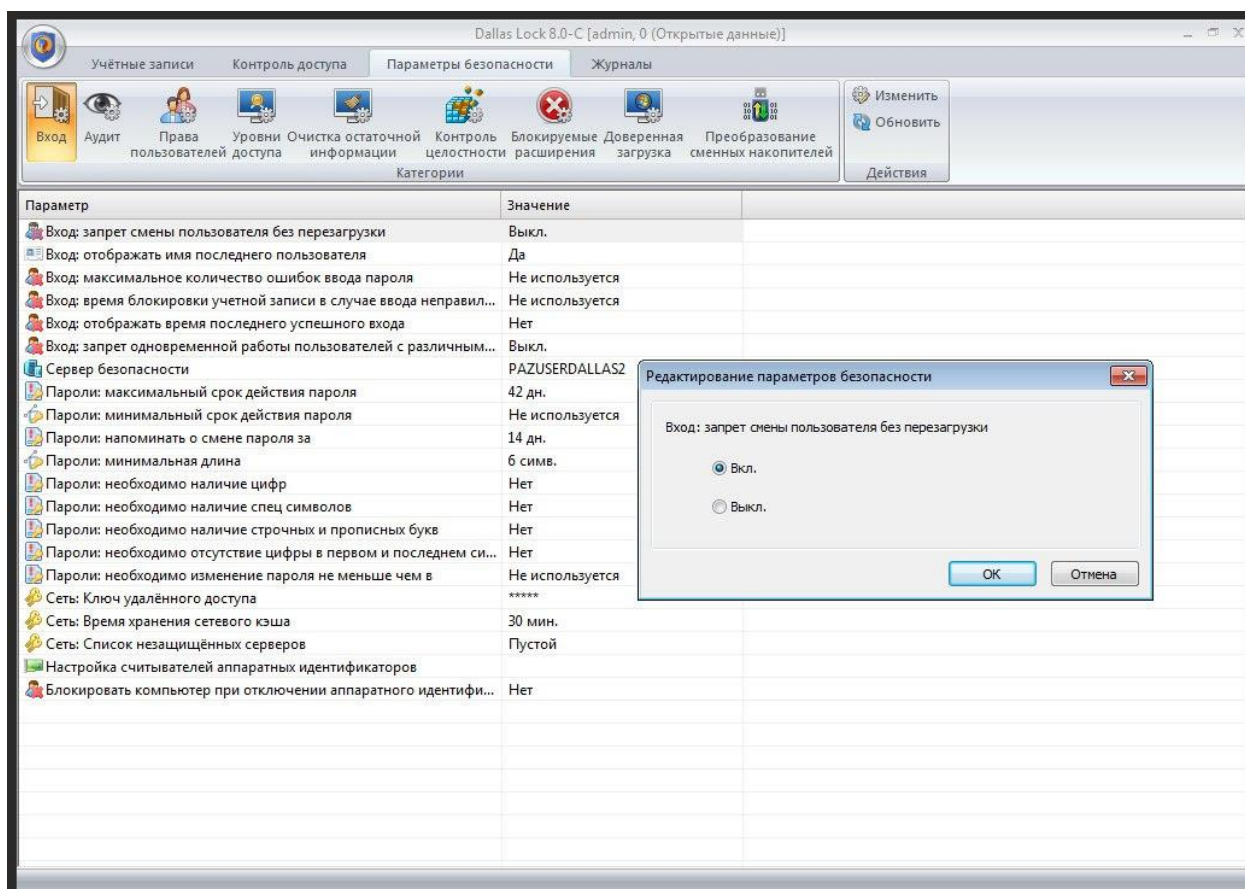 Dallas Lock 8.0-C [admin, 0 (Открытые данные)]
Учётные записи Контроль доступа Параметры безопасности Журналы
Вход
Аудит
Права пользователей
Уровни доступа
Очистка остаточной информации
Контроль целостности
Блокируемые расширения
Доверенная загрузка
Преобразование сменных накопителей
Категории
Изменить
Обновить
Действия
Параметр Значение
Вход: запрет смены пользователя без перезагрузки Выкл.
Вход: отображать имя последнего пользователя Да
Вход: максимальное количество ошибок ввода пароля Не используется
Вход: время блокировки учетной записи в случае ввода неправил... Не используется
Вход: отображать время последнего успешного входа Нет
Вход: запрет одновременной работы пользователей с различным... Выкл.
Сервер безопасности PAZUSERDALLAS2
Пароли: максимальный срок действия пароля 42 дн.
Пароли: минимальный срок действия пароля Не используется
Пароли: напоминать о смене пароля за 14 дн.
Пароли: минимальная длина 6 симв.
Пароли: необходимо наличие цифр Нет
Пароли: необходимо наличие спец символов Нет
Пароли: необходимо наличие строчных и прописных букв Нет
Пароли: необходимо отсутствие цифры в первом и последнем си... Нет
Пароли: необходимо изменение пароля не меньше чем в Не используется
Сеть: Ключ удалённого доступа *****
Сеть: Время хранения сетевого кэша 30 мин.
Сеть: Список незащищённых серверов Пустой
Настройка считывателей аппаратных идентификаторов
Блокировать компьютер при отключении аппаратного идентифи... Нет
Редактирование параметров безопасности
Вход: запрет смены пользователя без перезагрузки
Вкл.
Выкл.
OK Отмена